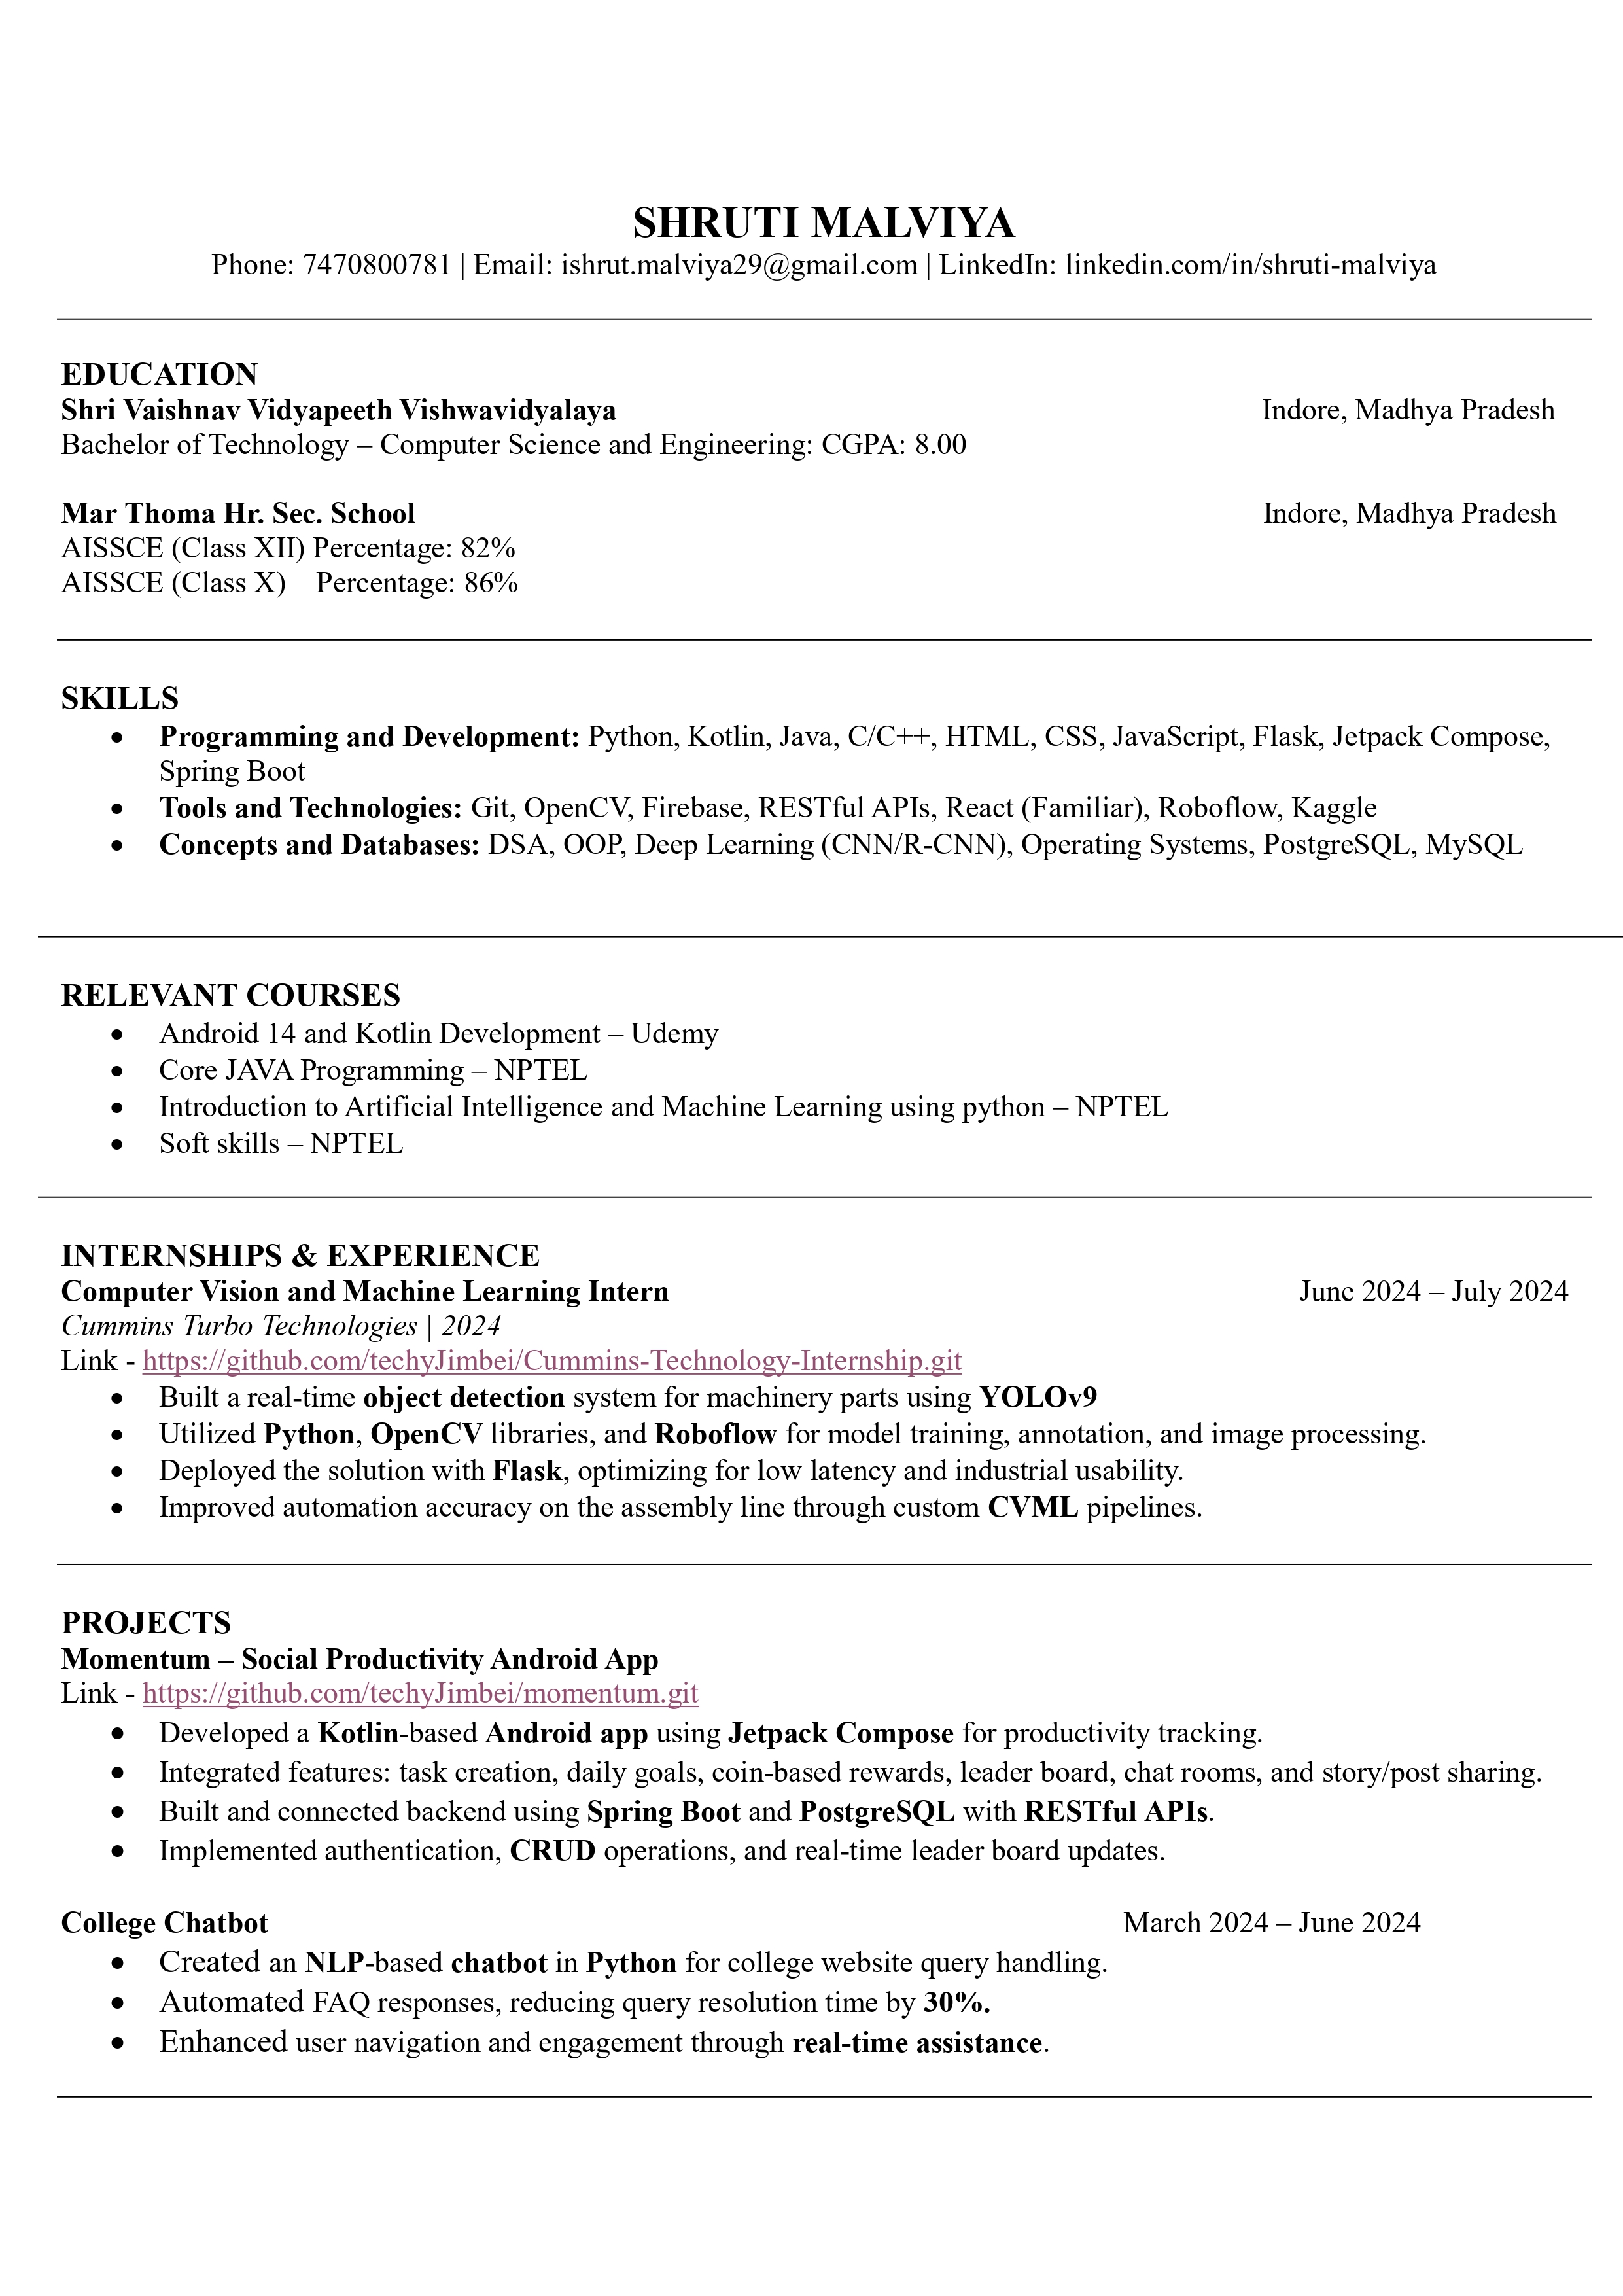 SHRUTI MALVIYA
Phone: 7470800781 | Email: ishrut.malviya29@gmail.com | LinkedIn: linkedin.com/in/shruti-malviya
EDUCATION
Shri Vaishnav Vidyapeeth Vishwavidyalaya Indore, Madhya Pradesh
Bachelor of Technology – Computer Science and Engineering: CGPA: 8.00
Mar Thoma Hr. Sec. School Indore, Madhya Pradesh
AISSCE (Class XII) Percentage: 82%
AISSCE (Class X) Percentage: 86%
SKILLS
• Programming and Development: Python, Kotlin, Java, C/C++, HTML, CSS, JavaScript, Flask, Jetpack Compose,
Spring Boot
• Tools and Technologies: Git, OpenCV, Firebase, RESTful APIs, React (Familiar), Roboflow, Kaggle
• Concepts and Databases: DSA, OOP, Deep Learning (CNN/R-CNN), Operating Systems, PostgreSQL, MySQL
RELEVANT COURSES
• Android 14 and Kotlin Development – Udemy
• Core JAVA Programming – NPTEL
• Introduction to Artificial Intelligence and Machine Learning using python – NPTEL
• Soft skills – NPTEL
INTERNSHIPS & EXPERIENCE
Computer Vision and Machine Learning Intern June 2024 – July 2024
Cummins Turbo Technologies | 2024
Link - https://github.com/techyJimbei/Cummins-Technology-Internship.git
• Built a real-time object detection system for machinery parts using YOLOv9
• Utilized Python, OpenCV libraries, and Roboflow for model training, annotation, and image processing.
• Deployed the solution with Flask, optimizing for low latency and industrial usability.
• Improved automation accuracy on the assembly line through custom CVML pipelines.
PROJECTS
Momentum – Social Productivity Android App
Link - https://github.com/techyJimbei/momentum.git
• Developed a Kotlin-based Android app using Jetpack Compose for productivity tracking.
• Integrated features: task creation, daily goals, coin-based rewards, leader board, chat rooms, and story/post sharing.
• Built and connected backend using Spring Boot and PostgreSQL with RESTful APIs.
• Implemented authentication, CRUD operations, and real-time leader board updates.
College Chatbot March 2024 – June 2024
• Created an NLP-based chatbot in Python for college website query handling.
• Automated FAQ responses, reducing query resolution time by 30%.
• Enhanced user navigation and engagement through real-time assistance.